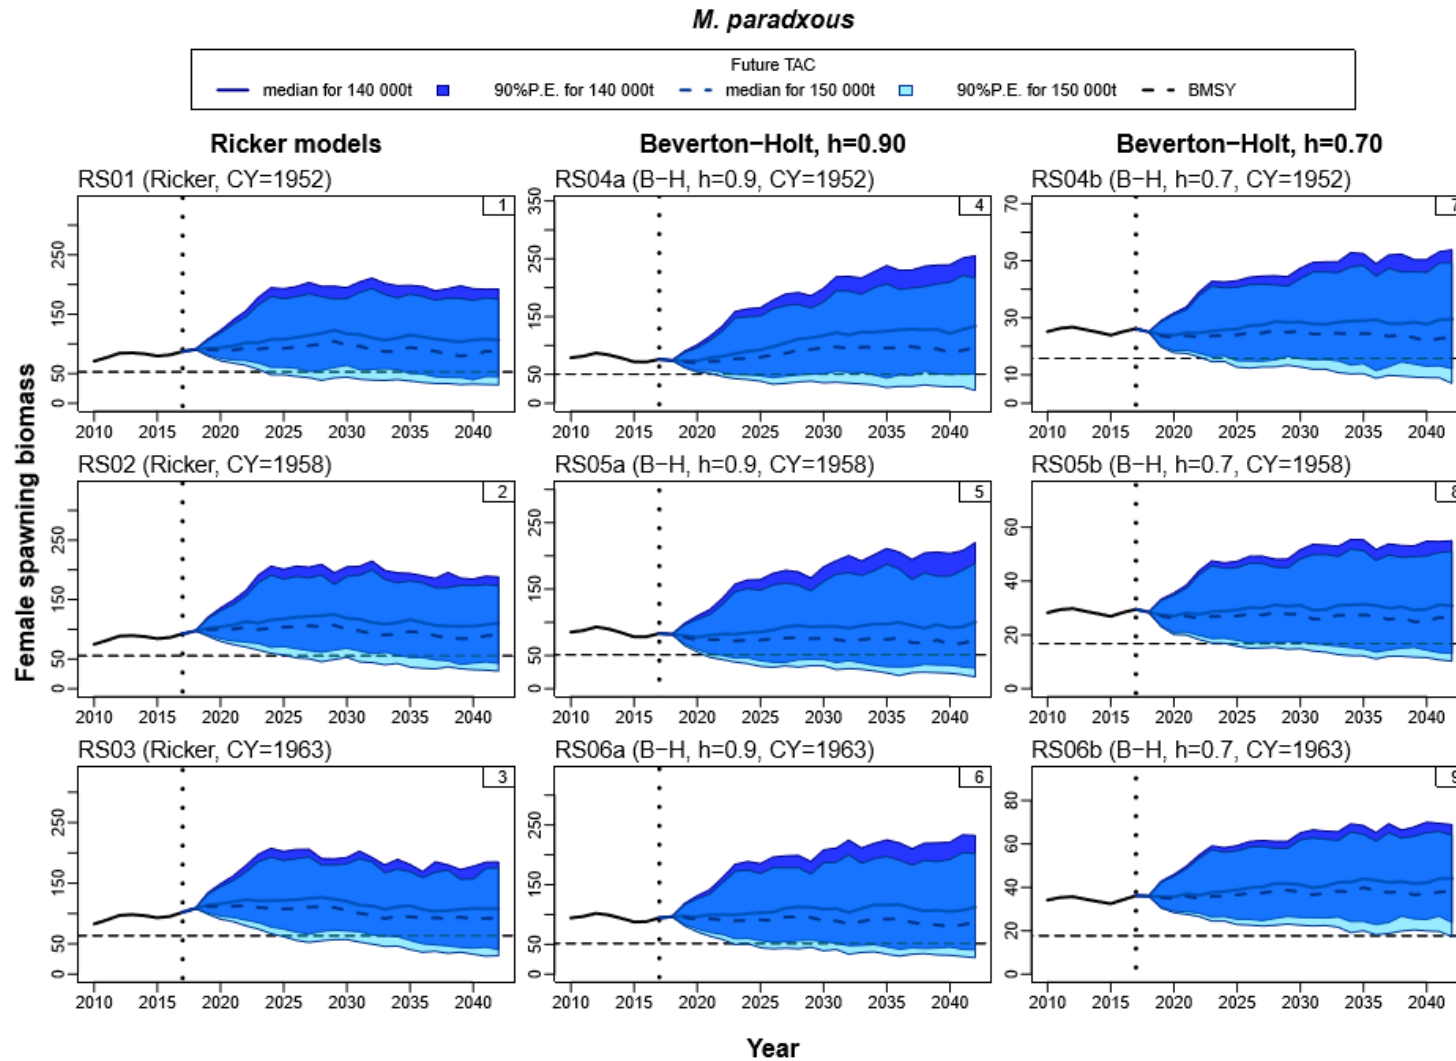 M. paradxous
Future TAC
median for 140 000t 90%P.E. for 140 000t median for 150 000t 90%P.E. for 150 000t BMSY
Ricker models Beverton−Holt, h=0.90 Beverton−Holt, h=0.70
RS01 (Ricker, CY=1952) RS04a (B−H, h=0.9, CY=1952) RS04b (B−H, h=0.7, CY=1952)
1 4 7
250 150 50 0
350 250 150 50 0
70 50 30 10 0
2010 2015 2020 2025 2030 2035 2040 2010 2015 2020 2025 2030 2035 2040 2010 2015 2020 2025 2030 2035 2040
RS02 (Ricker, CY=1958) RS05a (B−H, h=0.9, CY=1958) RS05b (B−H, h=0.7, CY=1958)
2 5 8
250 150 50 0
250 150 50 0
60 40 20 0
2010 2015 2020 2025 2030 2035 2040 2010 2015 2020 2025 2030 2035 2040 2010 2015 2020 2025 2030 2035 2040
RS03 (Ricker, CY=1963) RS06a (B−H, h=0.9, CY=1963) RS06b (B−H, h=0.7, CY=1963)
3 6 9
250 150 50 0
250 150 50 0
80 60 40 20 0
2010 2015 2020 2025 2030 2035 2040 2010 2015 2020 2025 2030 2035 2040 2010 2015 2020 2025 2030 2035 2040
Female spawning biomass
Year